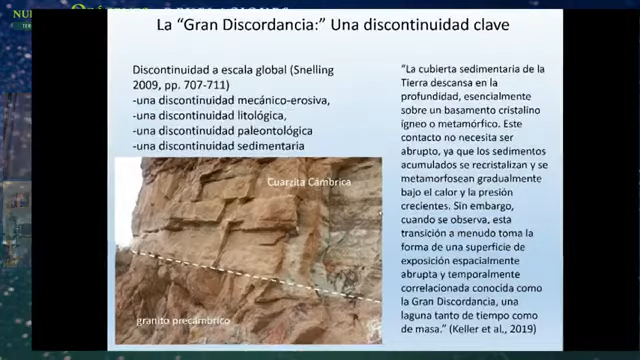 La “Gran Discordancia:” Una discontinuidad clave
Discontinuidad a escala global (Snelling
2009, pp. 707-711)
-una discontinuidad mecánico-erosiva,
-una discontinuidad litológica,
-una discontinuidad paleontológica
-una discontinuidad sedimentaria
Cuarzita Cámbrica
granito precámbrico
“La cubierta sedimentaria de la
Tierra descansa en la
profundidad, esencialmente
sobre un basamento cristalino
ígneo o metamórfico. Este
contacto no necesita ser
abrupto, ya que los sedimentos
acumulados se recristalizan y se
metamorfosean gradualmente
bajo el calor y la presión
crecientes. Sin embargo,
cuando se observa, esta
transición a menudo toma la
forma de una superficie de
exposición espacialmente
abrupta y temporalmente
correlacionada conocida como
la Gran Discordancia, una
laguna tanto de tiempo como
de masa.” (Keller et al., 2019)